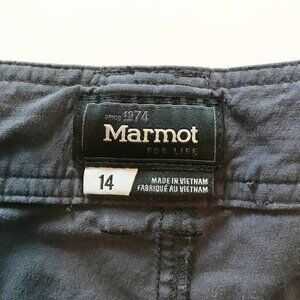 since 1974
Marmot
FOR LIFE
14
MADE IN VIETNAM
FABRIQUÉ AU VIETNAM